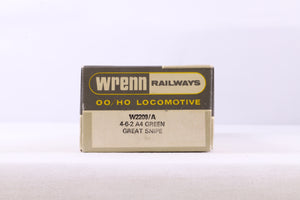 wrenn RAILWAYS
OO/HO LOCOMOTIVE
W2209/A
4-6-2 A4 GREEN
GREAT SNIPE